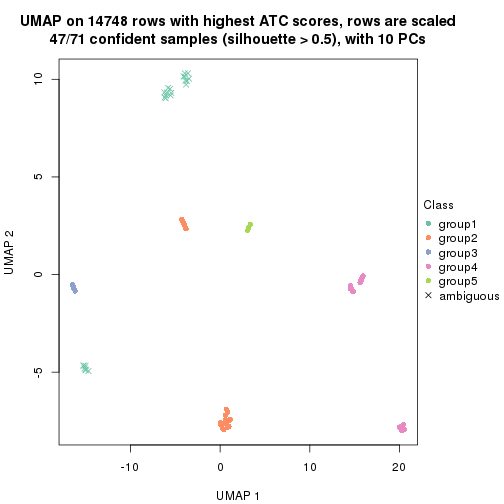 UMAP on 14748 rows with highest ATC scores, rows are scaled
47/71 confident samples (silhouette > 0.5), with 10 PCs
10
5
0
-5
UMAP 2
-10
0
10
20
UMAP 1
Class
group1
group2
group3
group4
group5
ambiguous